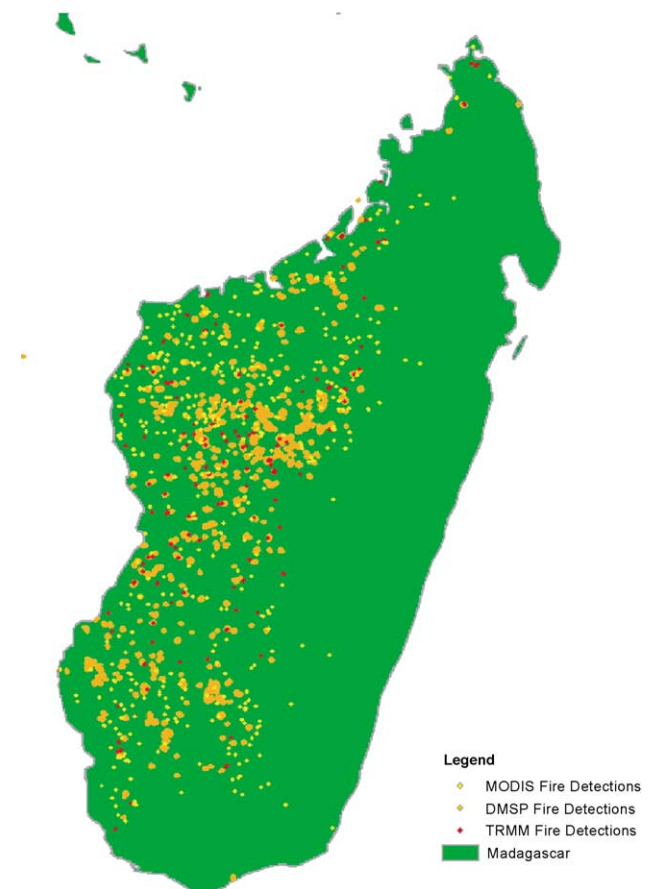 Legend
MODIS Fire Detections
DMSP Fire Detections
TRMM Fire Detections
Madagascar